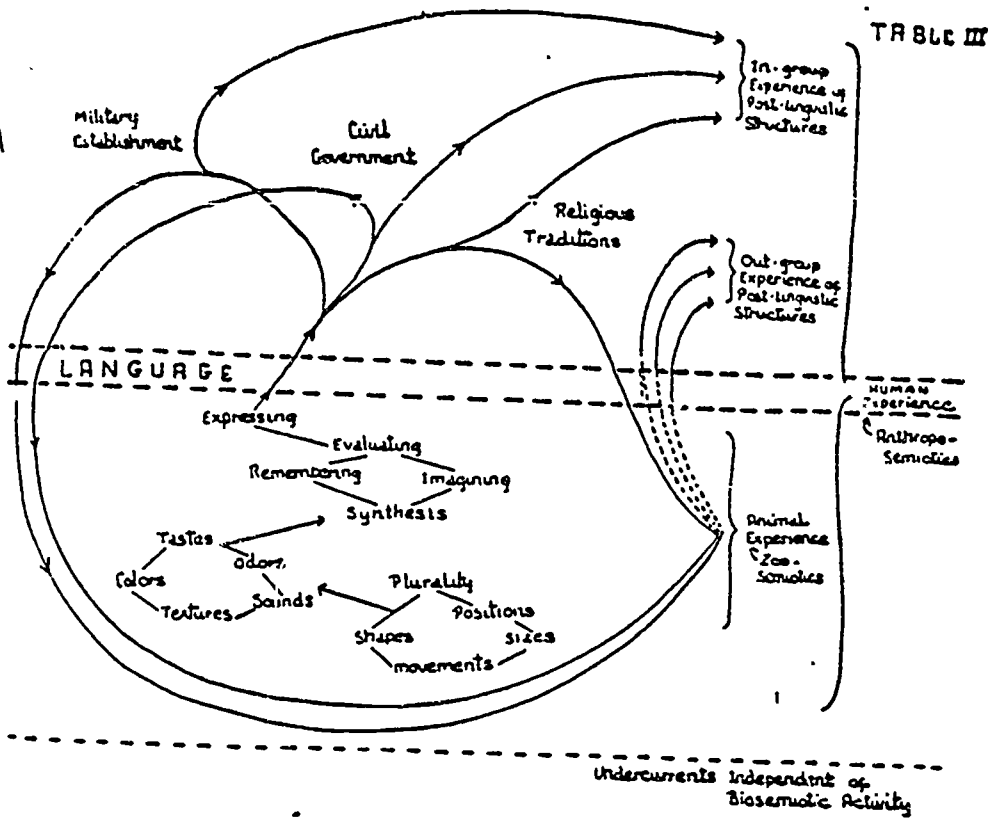 TABLE III
In-group
Experience of
Post-lingistic
Structures
Military
Establishment
Civil
Government
Religious
Traditions
Out-group
Experience of
Post-lingistic
Structures
LANGUAGE
HUMAN
Experience
Anthropo-
Semiotics
Expressing
Evaluating
Remembering
Imagining
Synthesis
Tastes
Odors
Colors
Textures
Sounds
Plurality
Positions
Shapes
sizes
movements
Animal
Experience
Zoo-
Semiotics
Undercurrents Independent of
Biosemiotic Activity